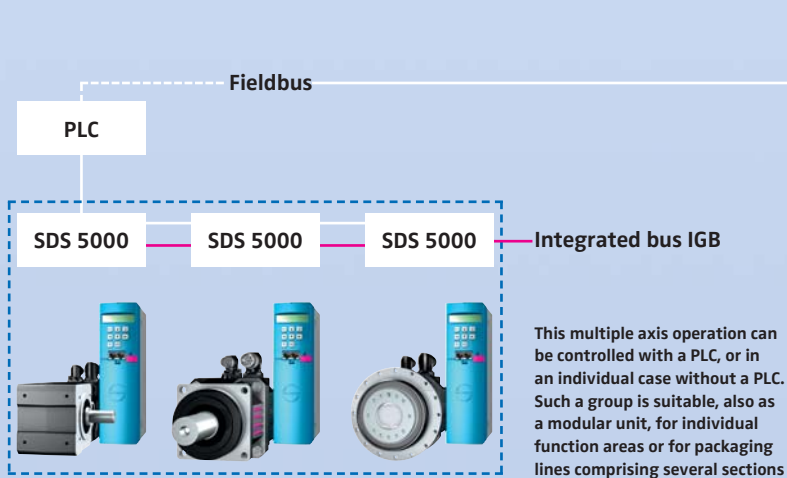 Fieldbus
PLC
SDS 5000
SDS 5000
SDS 5000
Integrated bus IGB
This multiple axis operation can
be controlled with a PLC, or in
an individual case without a PLC.
Such a group is suitable, also as
a modular unit, for individual
function areas or for packaging
lines comprising several sections